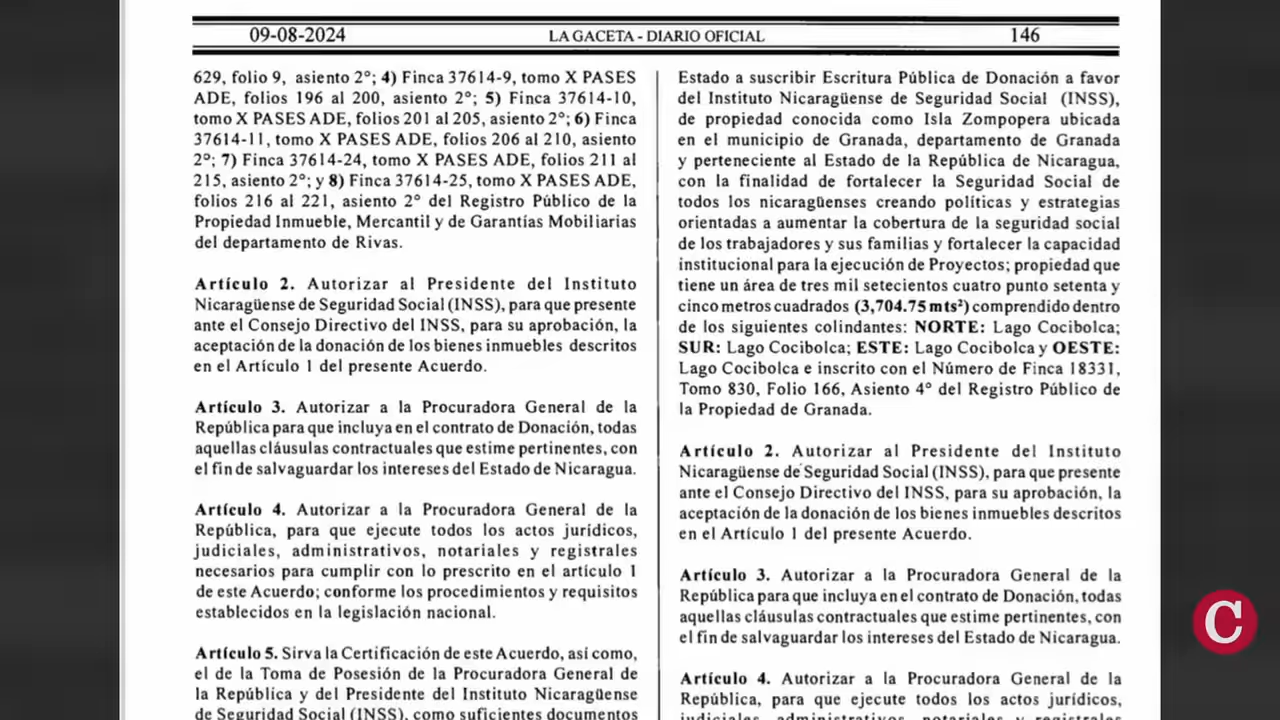 09-08-2024
LA GACETA - DIARIO OFICIAL
146
629, folio 9, asiento 2°; 4) Finca 37614-9, tomo X PASES
ADE, folios 196 al 200, asiento 2°; 5) Finca 37614-10,
tomo X PASES ADE, folios 201 al 205, asiento 2°; 6) Finca
37614-11, tomo X PASES ADE, folios 206 al 210, asiento
2°; 7) Finca 37614-24, tomo X PASES ADE, folios 211 al
215, asiento 2°; y 8) Finca 37614-25, tomo X PASES ADE,
folios 216 al 221, asiento 2° del Registro Público de la
Propiedad Inmueble, Mercantil y de Garantías Mobiliarias
del departamento de Rivas.
Artículo 2. Autorizar al Presidente del Instituto
Nicaragüense de Seguridad Social (INSS), para que presente
ante el Consejo Directivo del INSS, para su aprobación, la
aceptación de la donación de los bienes inmuebles descritos
en el Artículo 1 del presente Acuerdo.
Artículo 3. Autorizar a la Procuradora General de la
República para que incluya en el contrato de Donación, todas
aquellas cláusulas contractuales que estime pertinentes, con
el fin de salvaguardar los intereses del Estado de Nicaragua.
Artículo 4. Autorizar a la Procuradora General de la
República, para que ejecute todos los actos jurídicos,
judiciales, administrativos, notariales y registrales
necesarios para cumplir con lo prescrito en el artículo 1
de este Acuerdo; conforme los procedimientos y requisitos
establecidos en la legislación nacional.
Artículo 5. Sirva la Certificación de este Acuerdo, así como,
el de la Toma de Posesión de la Procuradora General de
la República y del Presidente del Instituto Nicaragüense
de Seguridad Social (INSS), como suficientes documentos
Estado a suscribir Escritura Pública de Donación a favor
del Instituto Nicaragüense de Seguridad Social (INSS),
de propiedad conocida como Isla Zompopera ubicada
en el municipio de Granada, departamento de Granada
y perteneciente al Estado de la República de Nicaragua,
con la finalidad de fortalecer la Seguridad Social de
todos los nicaragüenses creando políticas y estrategias
orientadas a aumentar la cobertura de la seguridad social
de los trabajadores y sus familias y fortalecer la capacidad
institucional para la ejecución de Proyectos; propiedad que
tiene un área de tres mil setecientos cuatro punto setenta y
cinco metros cuadrados (3,704.75 mts²) comprendido dentro
de los siguientes colindantes: NORTE: Lago Cocibolca;
SUR: Lago Cocibolca; ESTE: Lago Cocibolca y OESTE:
Lago Cocibolca e inscrito con el Número de Finca 18331,
Tomo 830, Folio 166, Asiento 4° del Registro Público de
la Propiedad de Granada.
Artículo 2. Autorizar al Presidente del Instituto
Nicaragüense de Seguridad Social (INSS), para que presente
ante el Consejo Directivo del INSS, para su aprobación, la
aceptación de la donación de los bienes inmuebles descritos
en el Artículo 1 del presente Acuerdo.
Artículo 3. Autorizar a la Procuradora General de la
República para que incluya en el contrato de Donación, todas
aquellas cláusulas contractuales que estime pertinentes, con
el fin de salvaguardar los intereses del Estado de Nicaragua.
Artículo 4. Autorizar a la Procuradora General de la
República, para que ejecute todos los actos jurídicos,
judiciales, administrativos, notariales y registrales
C